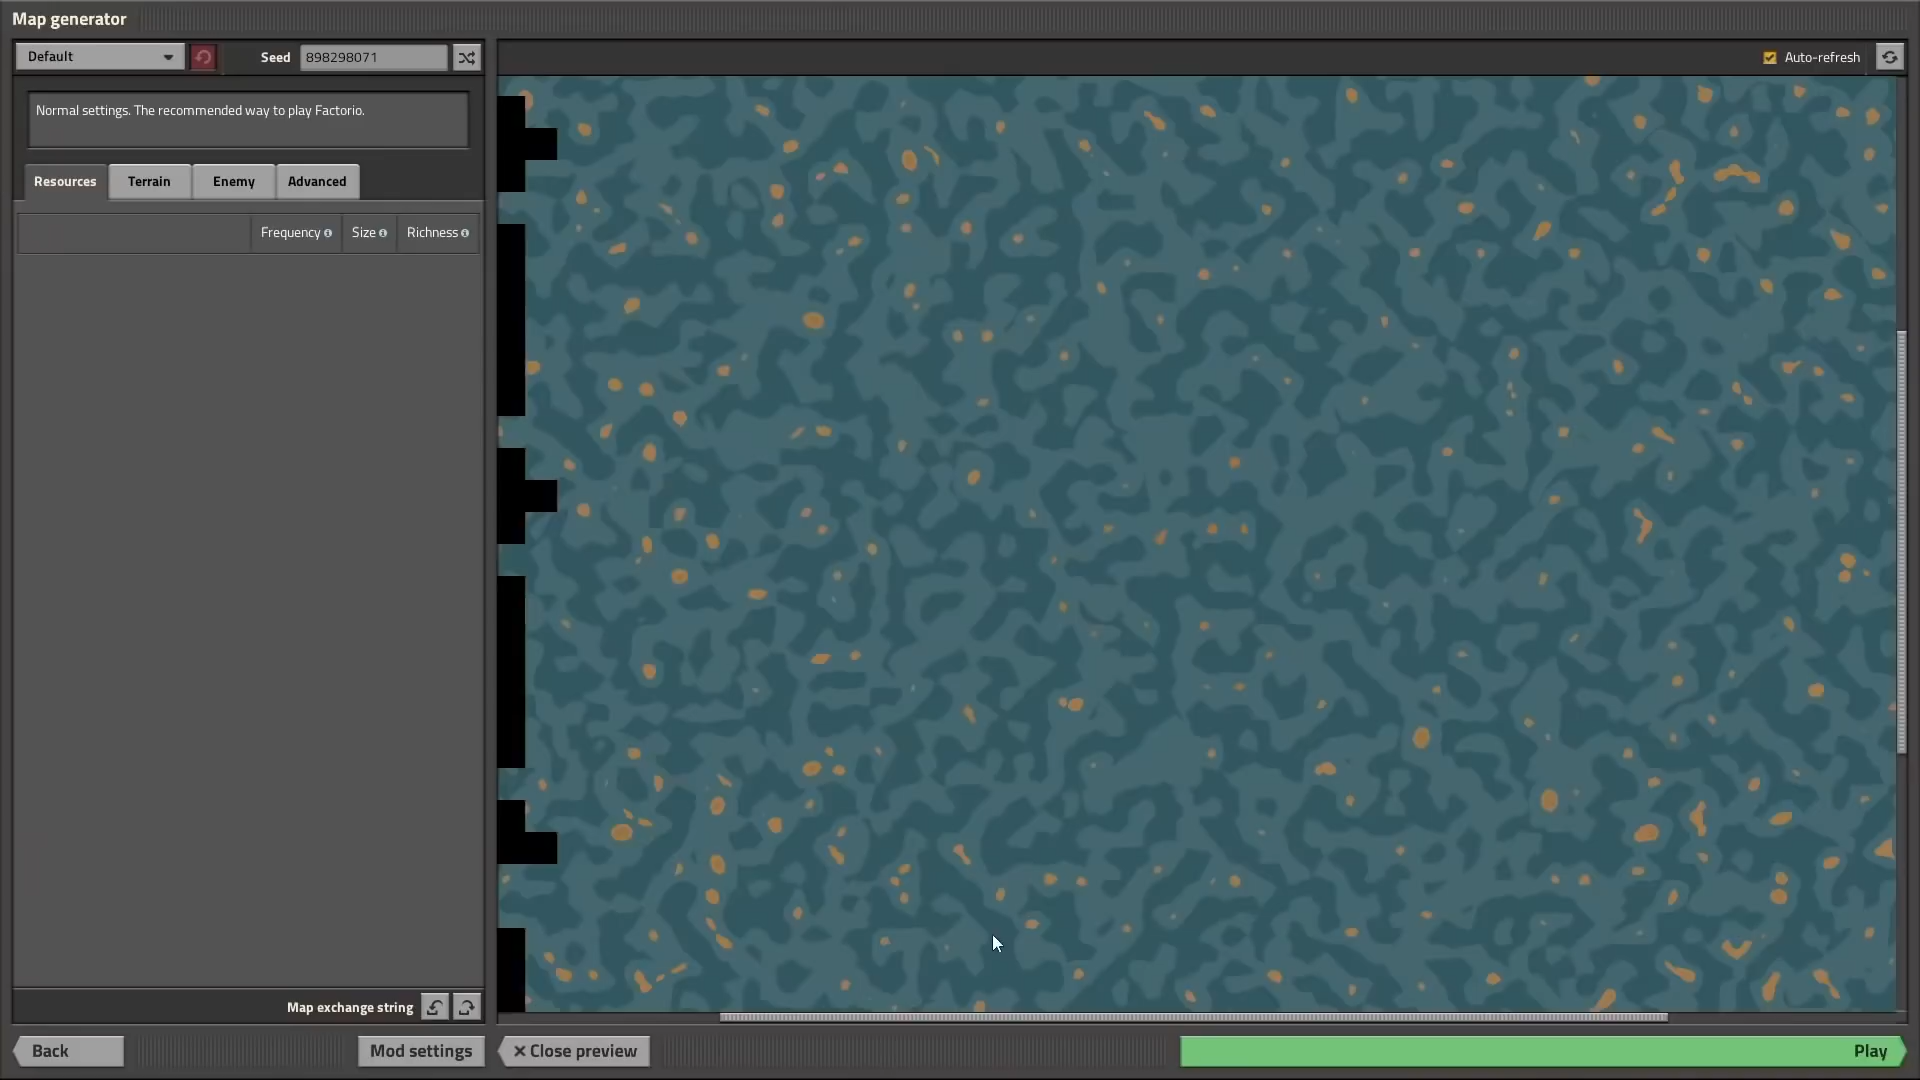 Map generator
Default
Seed
898298071
Auto-refresh
Normal settings. The recommended way to play Factorio.
Resources
Terrain
Enemy
Advanced
Frequency
Size
Richness
Map exchange string
Back
Mod settings
× Close preview
Play